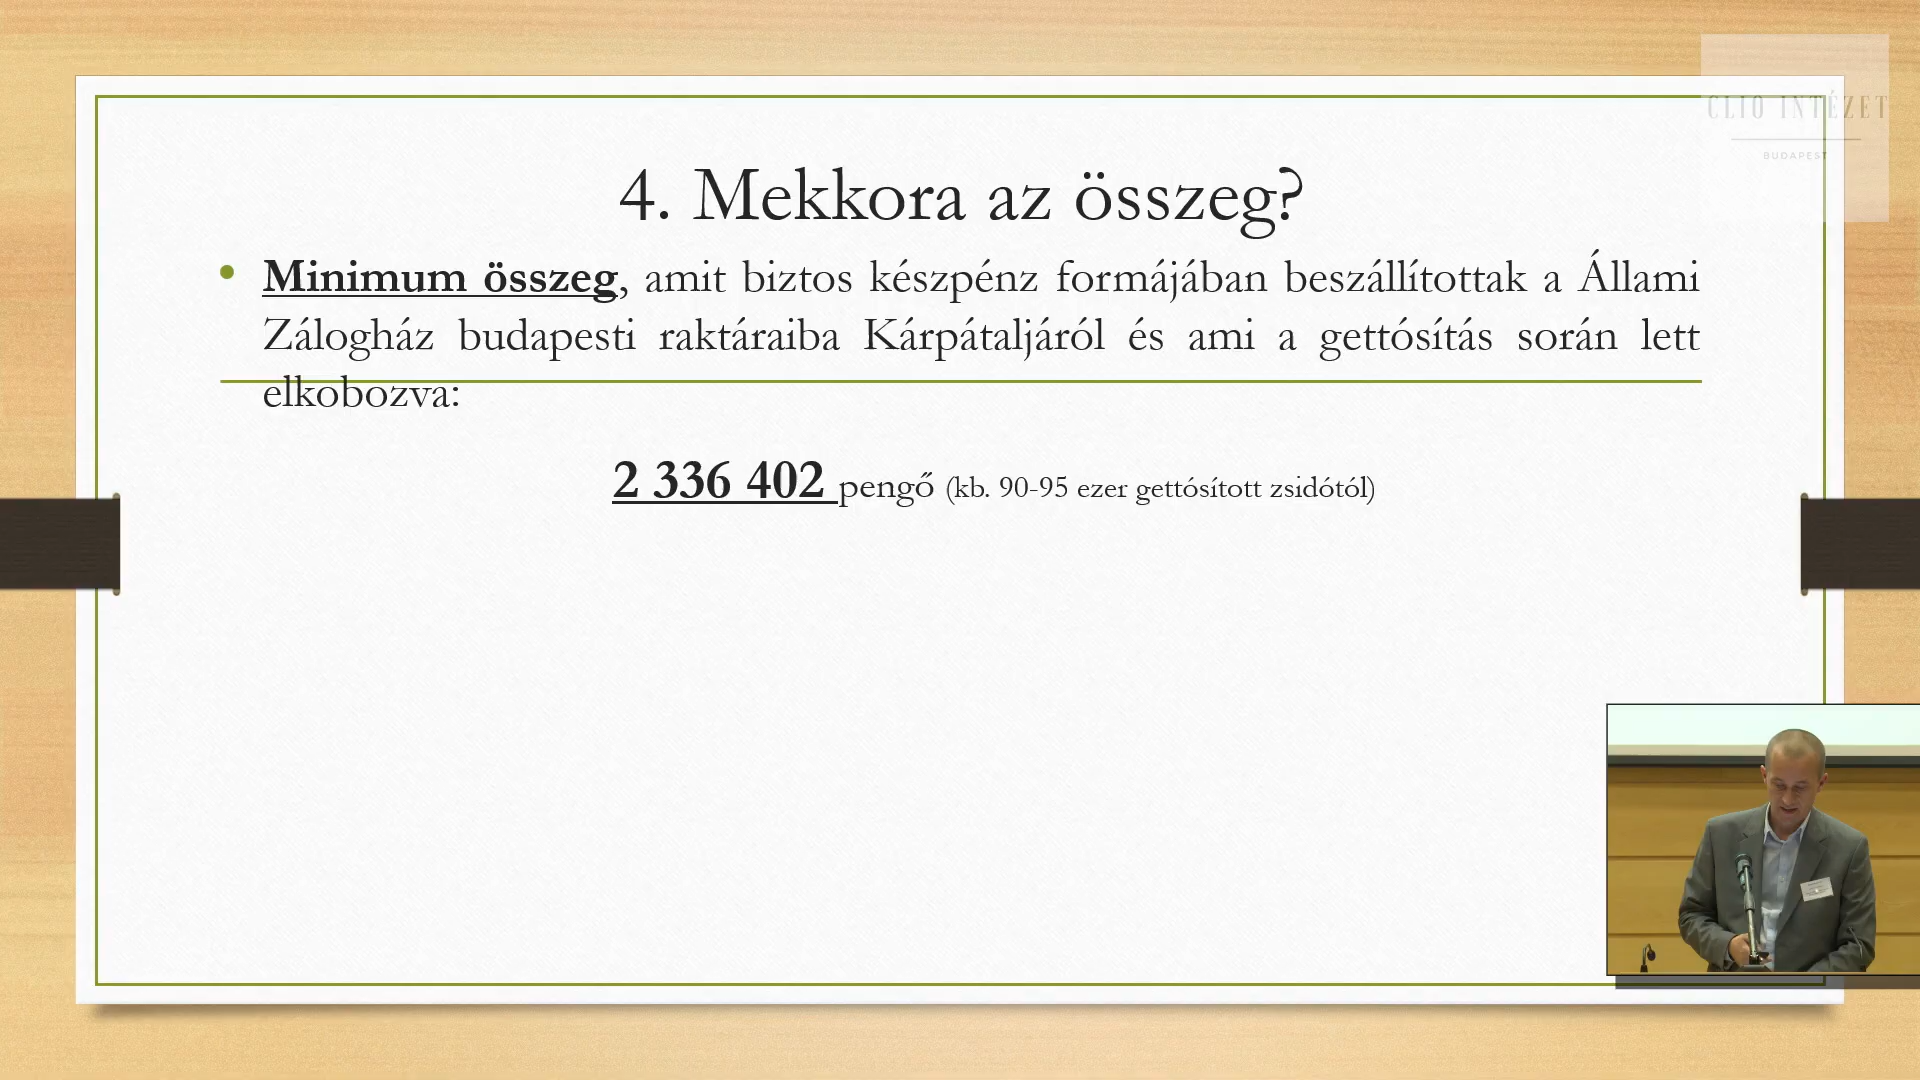 CLIO INTÉZET
BUDAPEST
4. Mekkora az összeg?
• Minimum összeg, amit biztos készpénz formájában beszállítottak a Állami
Zálogház budapesti raktáraiba Kárpátaljáról és ami a gettósítás során lett
elkobozva:
2 336 402 pengő (kb. 90-95 ezer gettósított zsidótól)